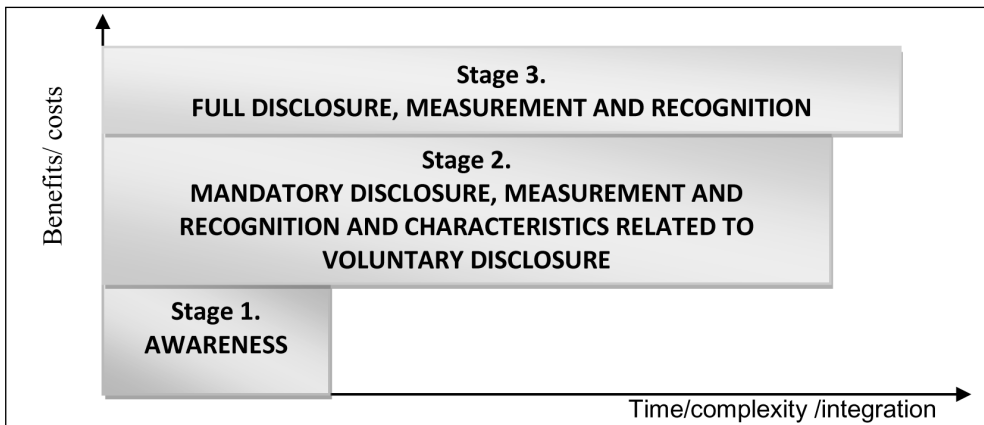 Benefits/ costs
Stage 3.
FULL DISCLOSURE, MEASUREMENT AND RECOGNITION
Stage 2.
MANDATORY DISCLOSURE, MEASUREMENT AND
RECOGNITION AND CHARACTERISTICS RELATED TO
VOLUNTARY DISCLOSURE
Stage 1.
AWARENESS
Time/complexity /integration